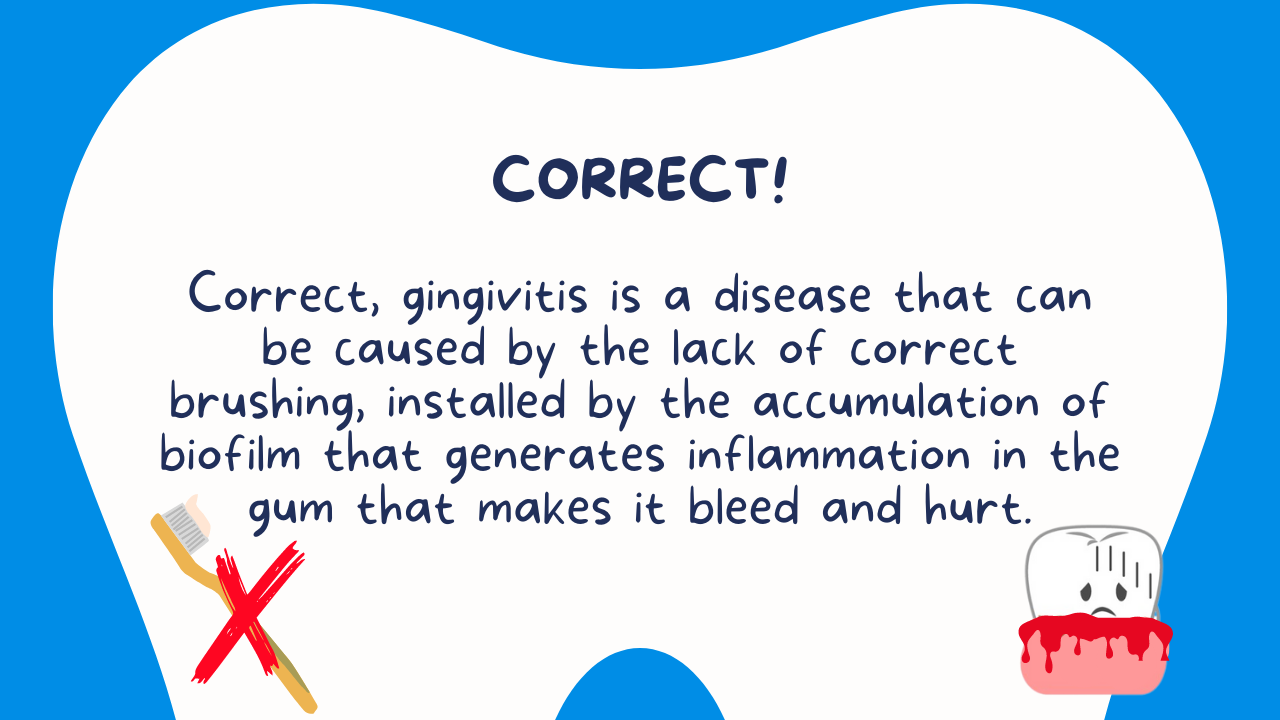 CORRECT!
Correct, gingivitis is a disease that can
be caused by the lack of correct
brushing, installed by the accumulation of
biofilm that generates inflammation in the
gum that makes it bleed and hurt.